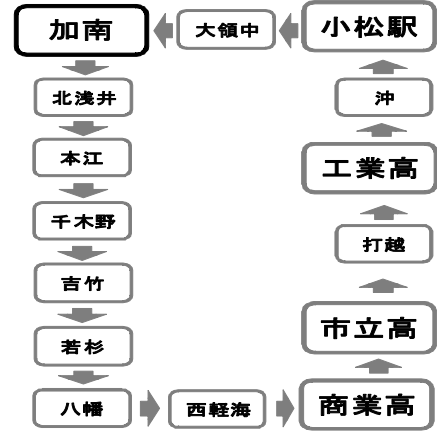 加南
大領中
小松駅
北浅井
沖
本江
工業高
千木野
打越
吉竹
市立高
若杉
八幡
西軽海
商業高